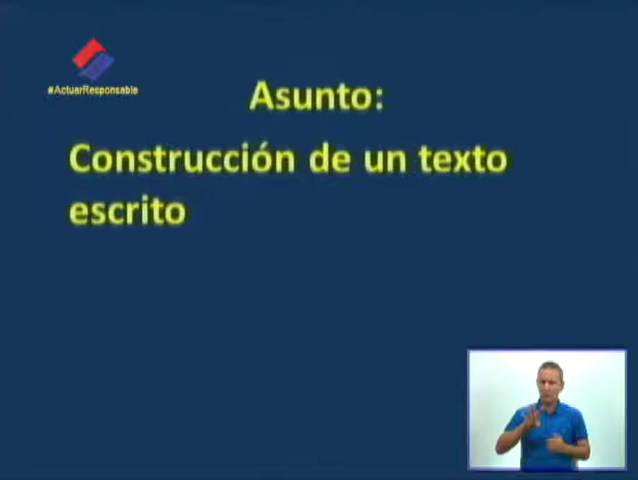 #ActuarResponsable
Asunto:
Construcción de un texto
escrito